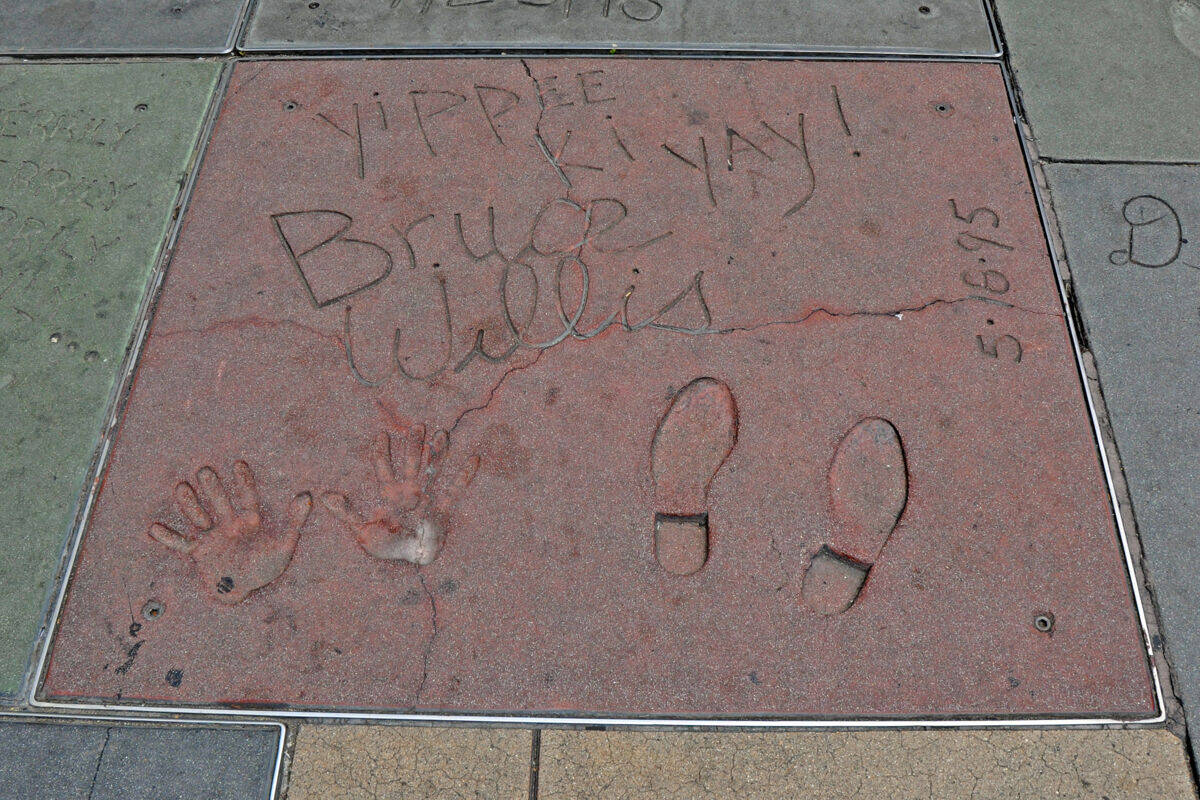 YiPPEE
Ki YAY!
Bruce
Willis
5·16·95